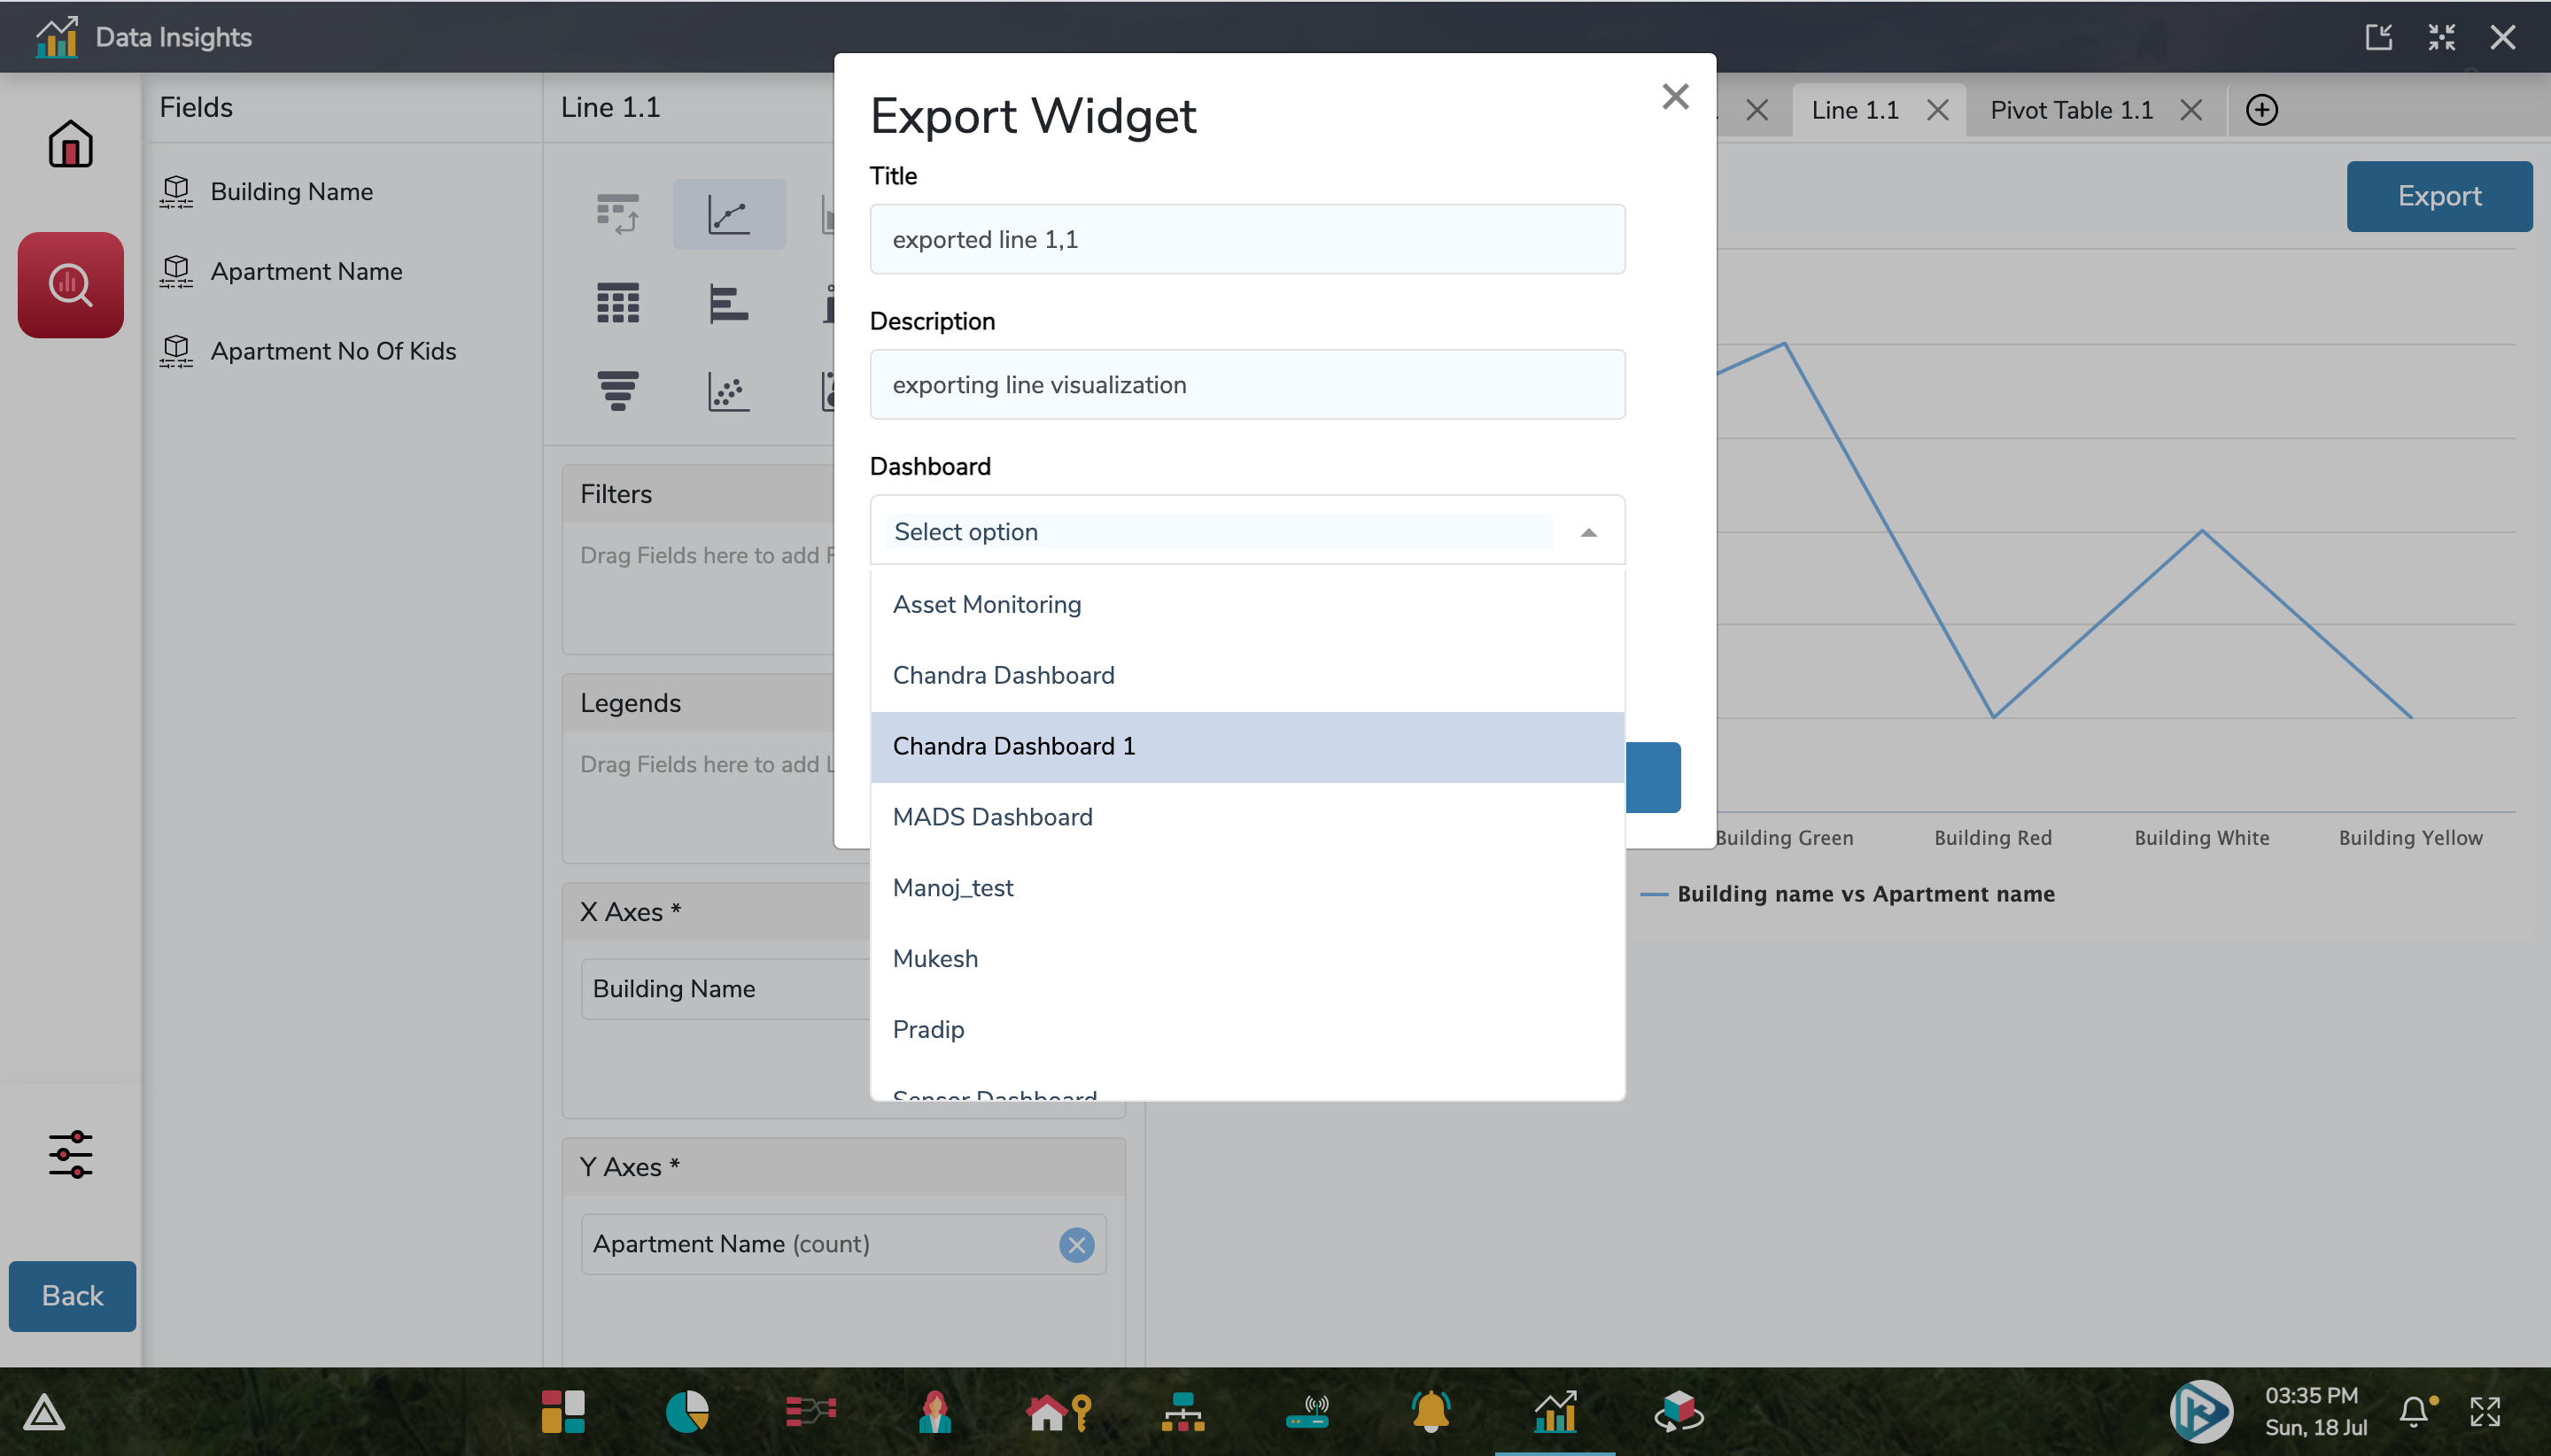 Data Insights
Fields
Line 1.1
Building Name
Apartment Name
Apartment No Of Kids
Filters
Drag Fields here to add
Legends
Drag Fields here to add
X Axes *
Building Name
Y Axes *
Apartment Name (count)
Back
Export Widget
Title
exported line 1,1
Description
exporting line visualization
Dashboard
Select option
Asset Monitoring
Chandra Dashboard
Chandra Dashboard 1
MADS Dashboard
Manoj_test
Mukesh
Pradip
Sensor Dashboard
Line 1.1
Pivot Table 1.1
Export
Building Green
Building Red
Building White
Building Yellow
Building name vs Apartment name
03:35 PM
Sun, 18 Jul